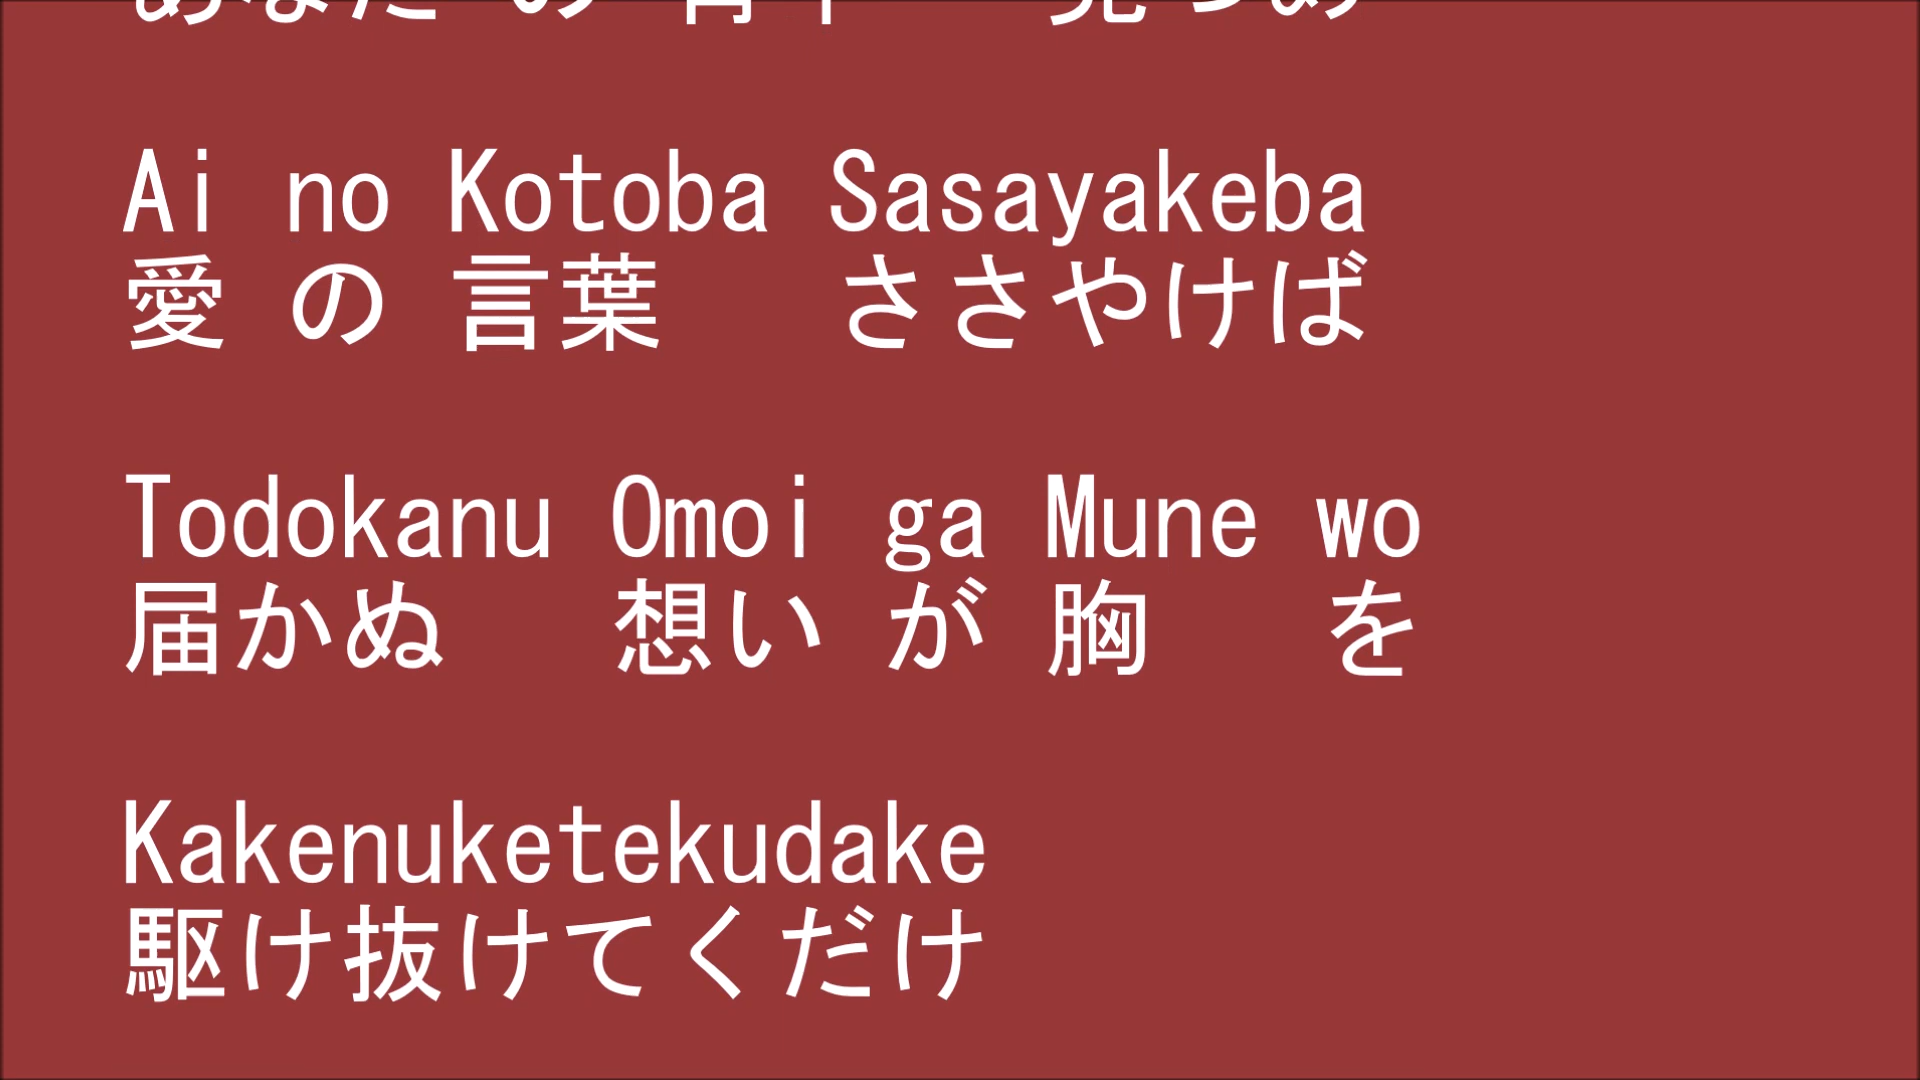 Ai no Kotoba Sasayakeba
愛 の 言葉 ささやけば
Todokanu Omoi ga Mune wo
届かぬ 想い が 胸 を
Kakenuketekudake
駆け抜けてくだけ